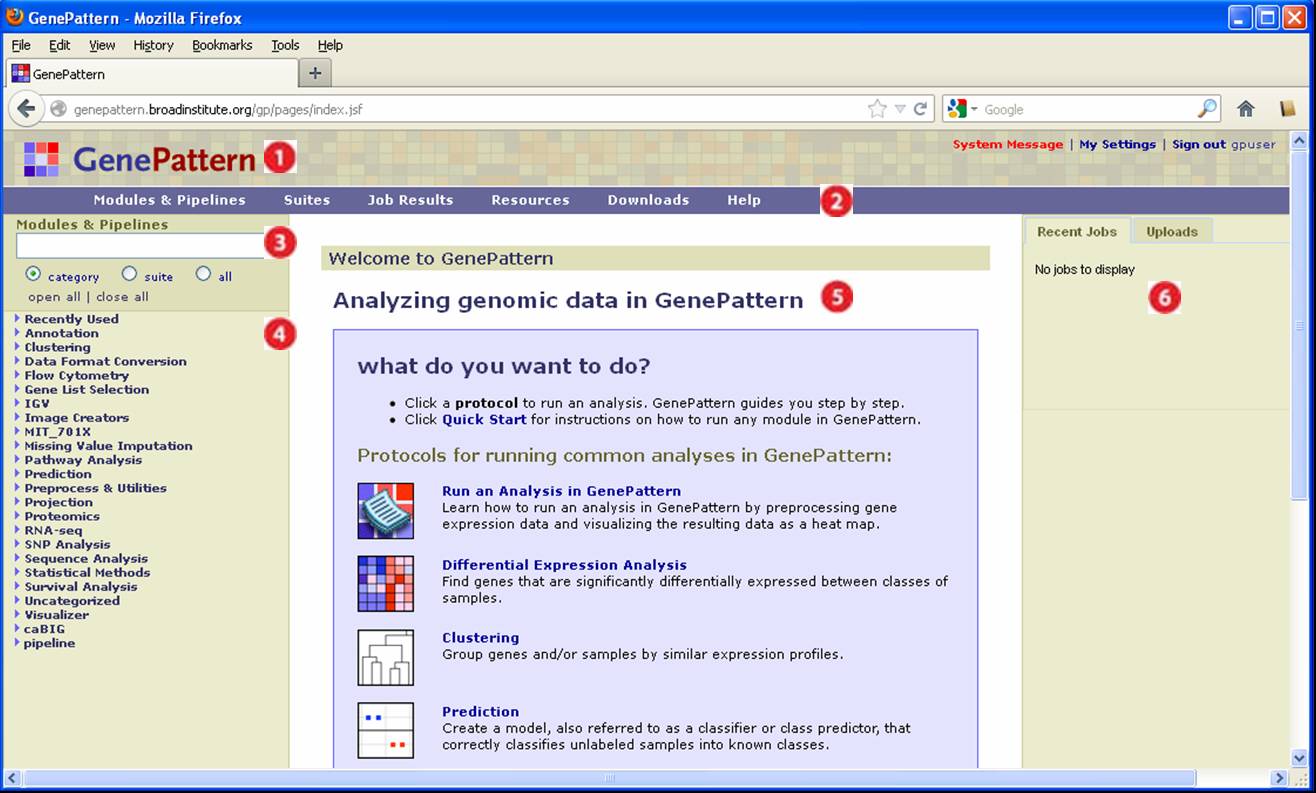 GenePattern - Mozilla Firefox
File Edit View History Bookmarks Tools Help
GenePattern
genepattern.broadinstitute.org/gp/pages/index.jsf
Google
GenePattern 1
System Message | My Settings | Sign out gpuser
Modules & Pipelines Suites Job Results Resources Downloads Help 2
Modules & Pipelines
3
category suite all
open all | close all
4
Recently Used
Annotation
Clustering
Data Format Conversion
Flow Cytometry
Gene List Selection
IGV
Image Creators
MIT_701X
Missing Value Imputation
Pathway Analysis
Prediction
Preprocess & Utilities
Projection
Proteomics
RNA-seq
SNP Analysis
Sequence Analysis
Statistical Methods
Survival Analysis
Uncategorized
Visualizer
caBIG
pipeline
Welcome to GenePattern
Analyzing genomic data in GenePattern 5
what do you want to do?
• Click a protocol to run an analysis. GenePattern guides you step by step.
• Click Quick Start for instructions on how to run any module in GenePattern.
Protocols for running common analyses in GenePattern:
Run an Analysis in GenePattern
Learn how to run an analysis in GenePattern by preprocessing gene
expression data and visualizing the resulting data as a heat map.
Differential Expression Analysis
Find genes that are significantly differentially expressed between classes of
samples.
Clustering
Group genes and/or samples by similar expression profiles.
Prediction
Create a model, also referred to as a classifier or class predictor, that
correctly classifies unlabeled samples into known classes.
Recent Jobs Uploads
No jobs to display
6